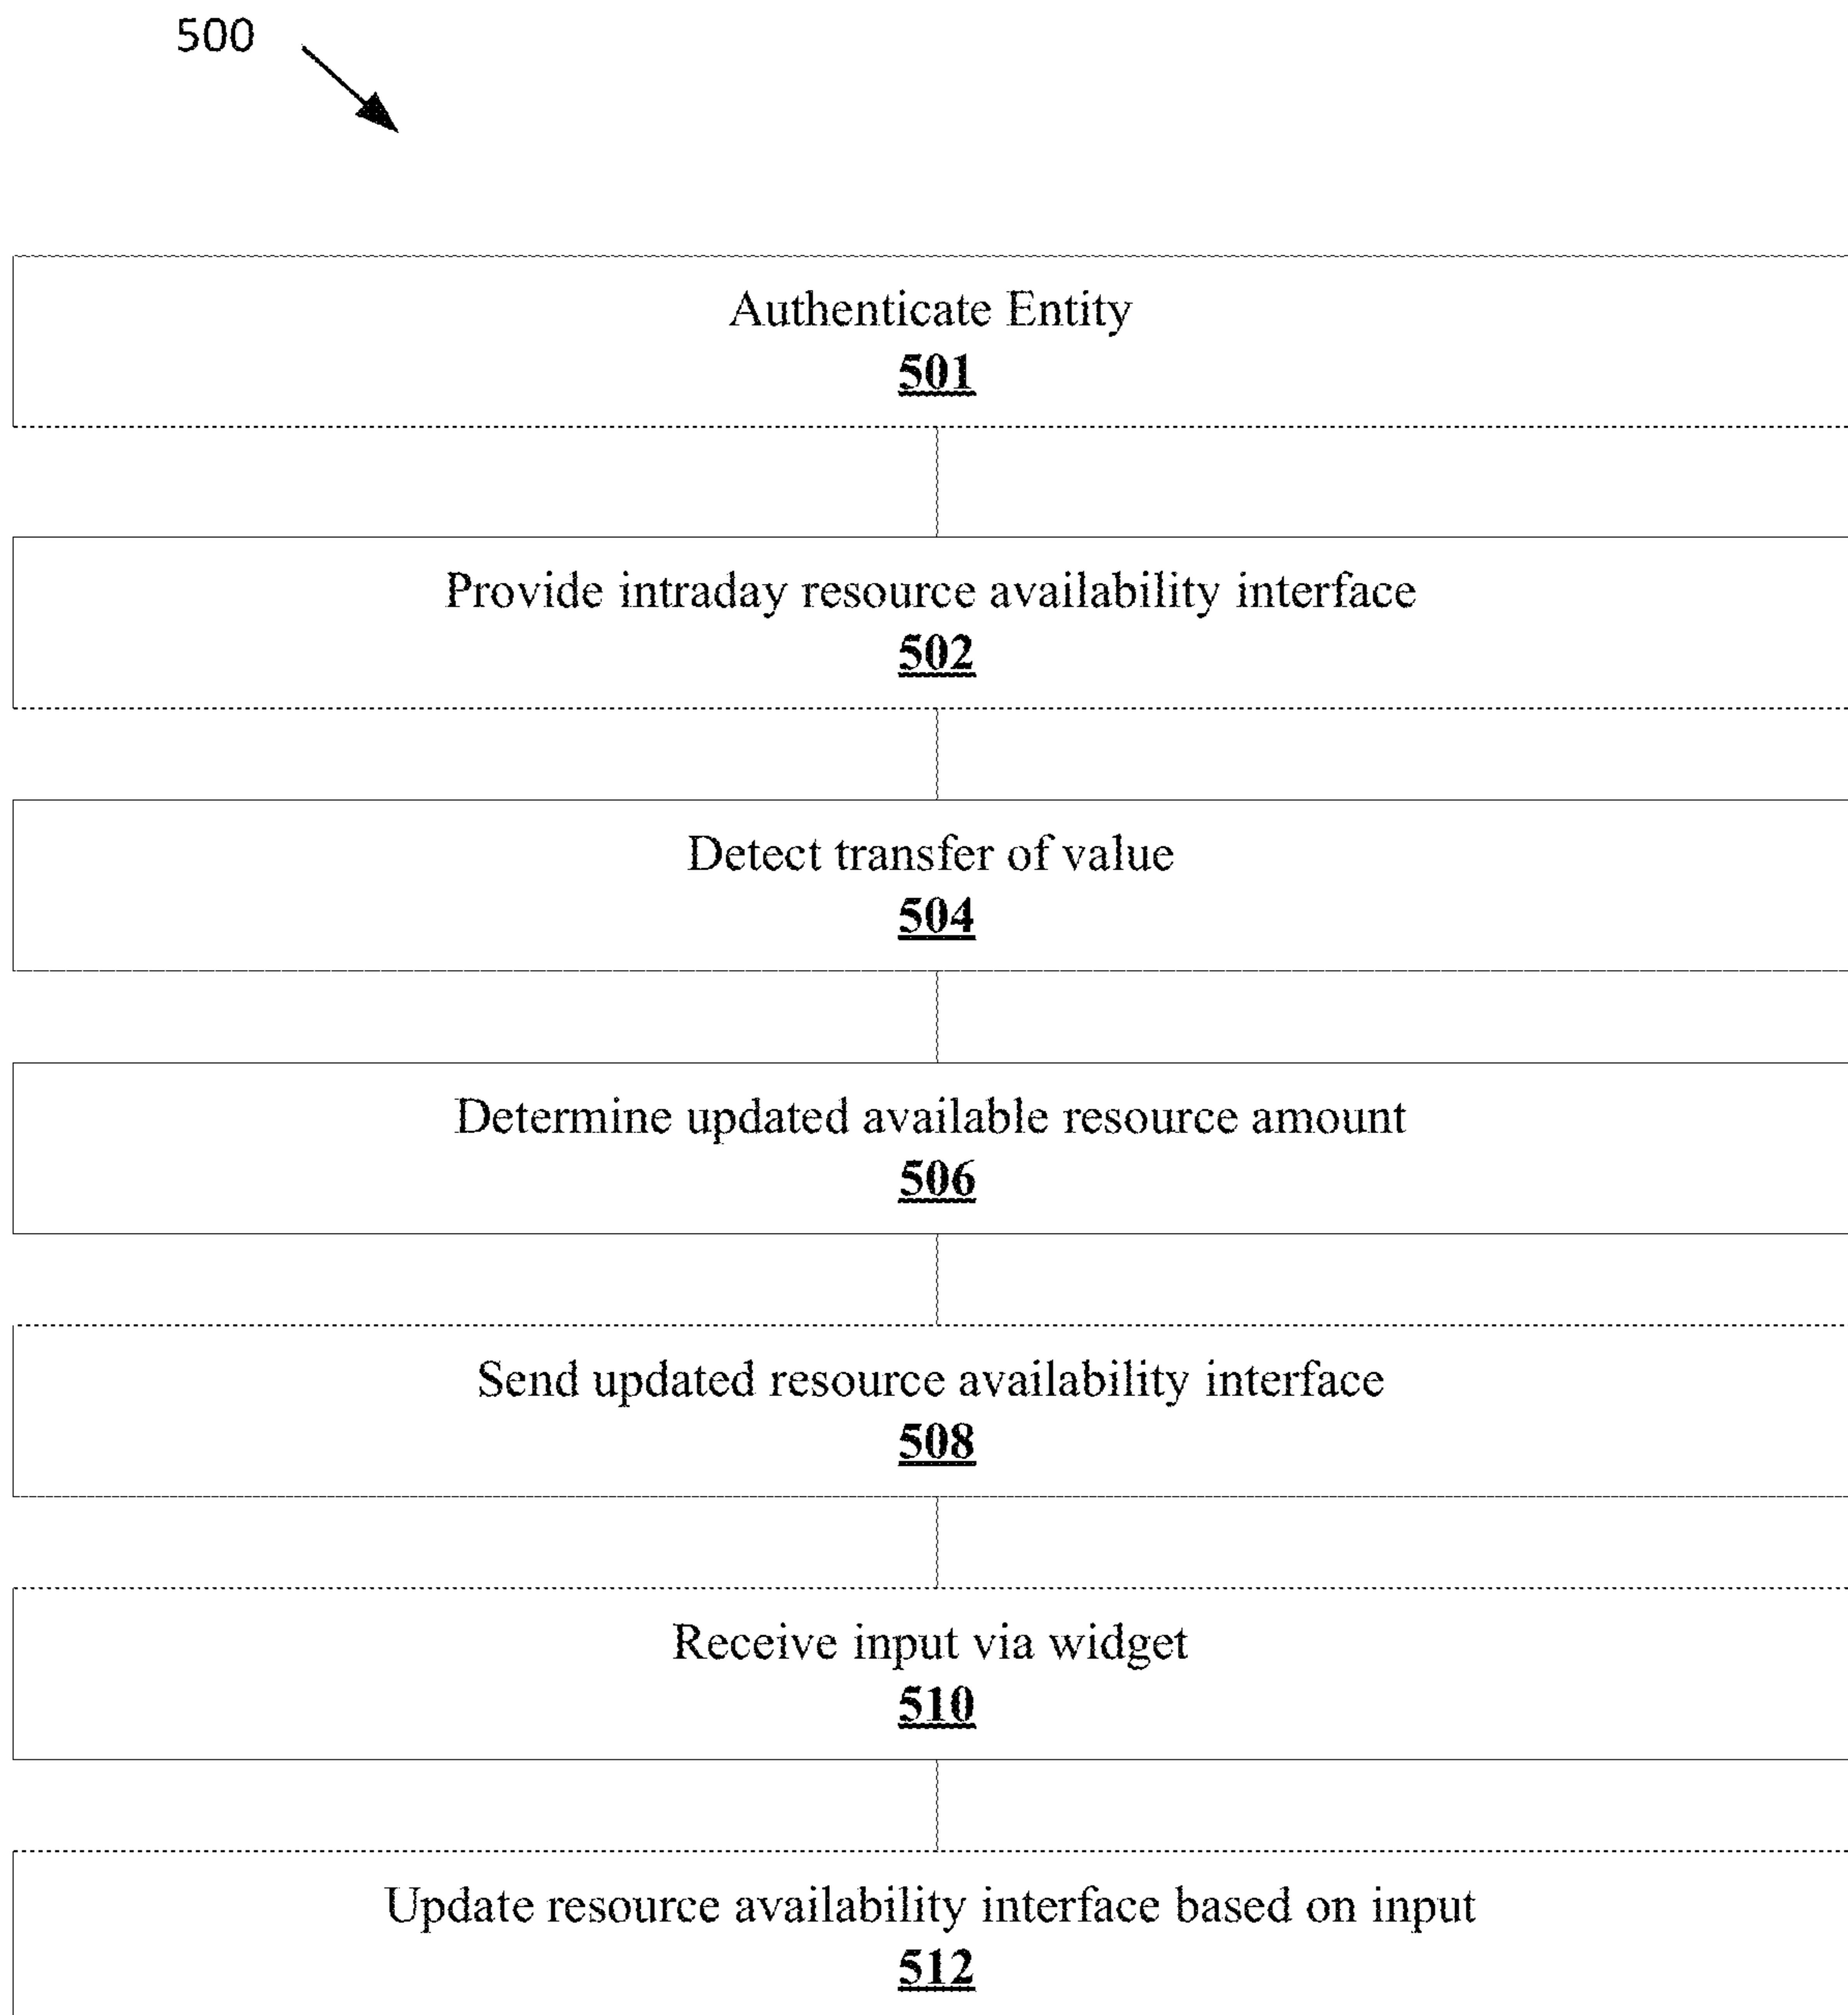 500
Authenticate Entity
501
Provide intraday resource availability interface
502
Detect transfer of value
504
Determine updated available resource amount
506
Send updated resource availability interface
508
Receive input via widget
510
Update resource availability interface based on input
512